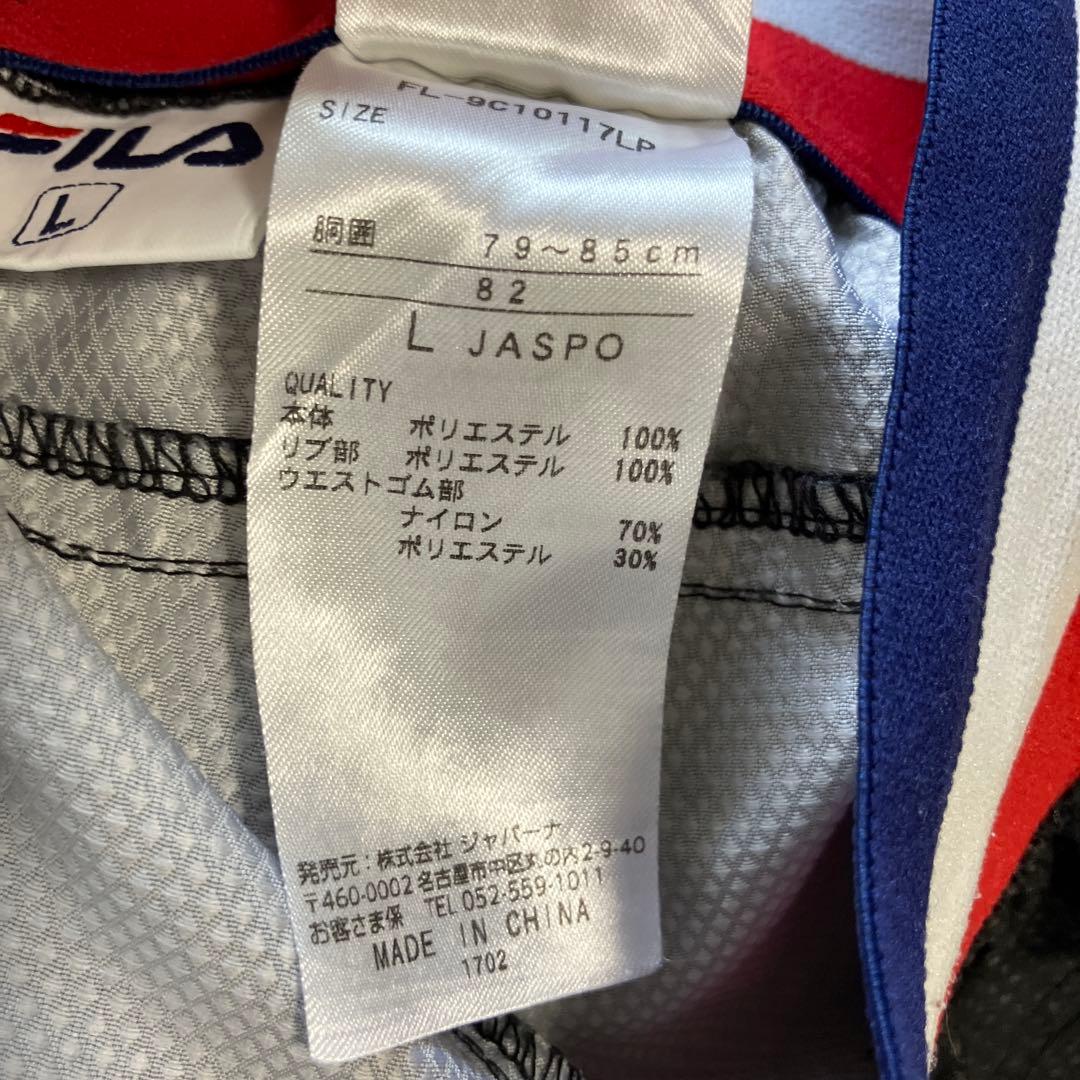 FILA
L
FL-9C10117LP
SIZE
胴囲 79〜85cm
82
L JASPO
QUALITY
本体 ポリエステル 100%
リブ部 ポリエステル 100%
ウエストゴム部
ナイロン 70%
ポリエステル 30%
発売元:株式会社 ジャパーナ
〒460-0002 名古屋市中区丸の内2-9-40
お客さま係 TEL 052-559-1011
MADE IN CHINA
1702